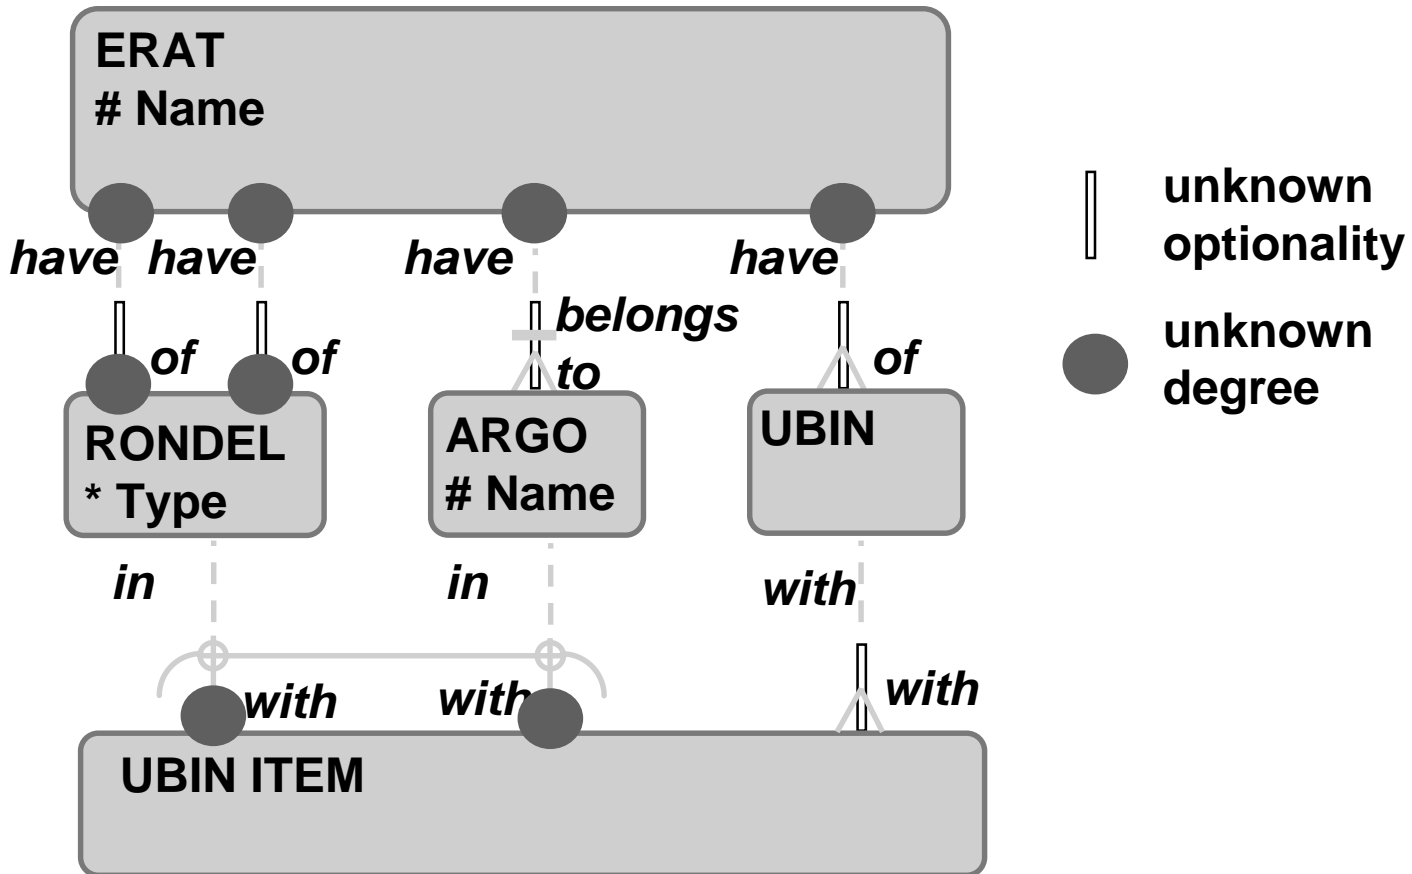 ERAT
# Name
have
have
have
have
unknown
optionality
belongs
to
of
of
of
unknown
degree
RONDEL
* Type
ARGO
# Name
UBIN
in
in
with
with
with
with
UBIN ITEM